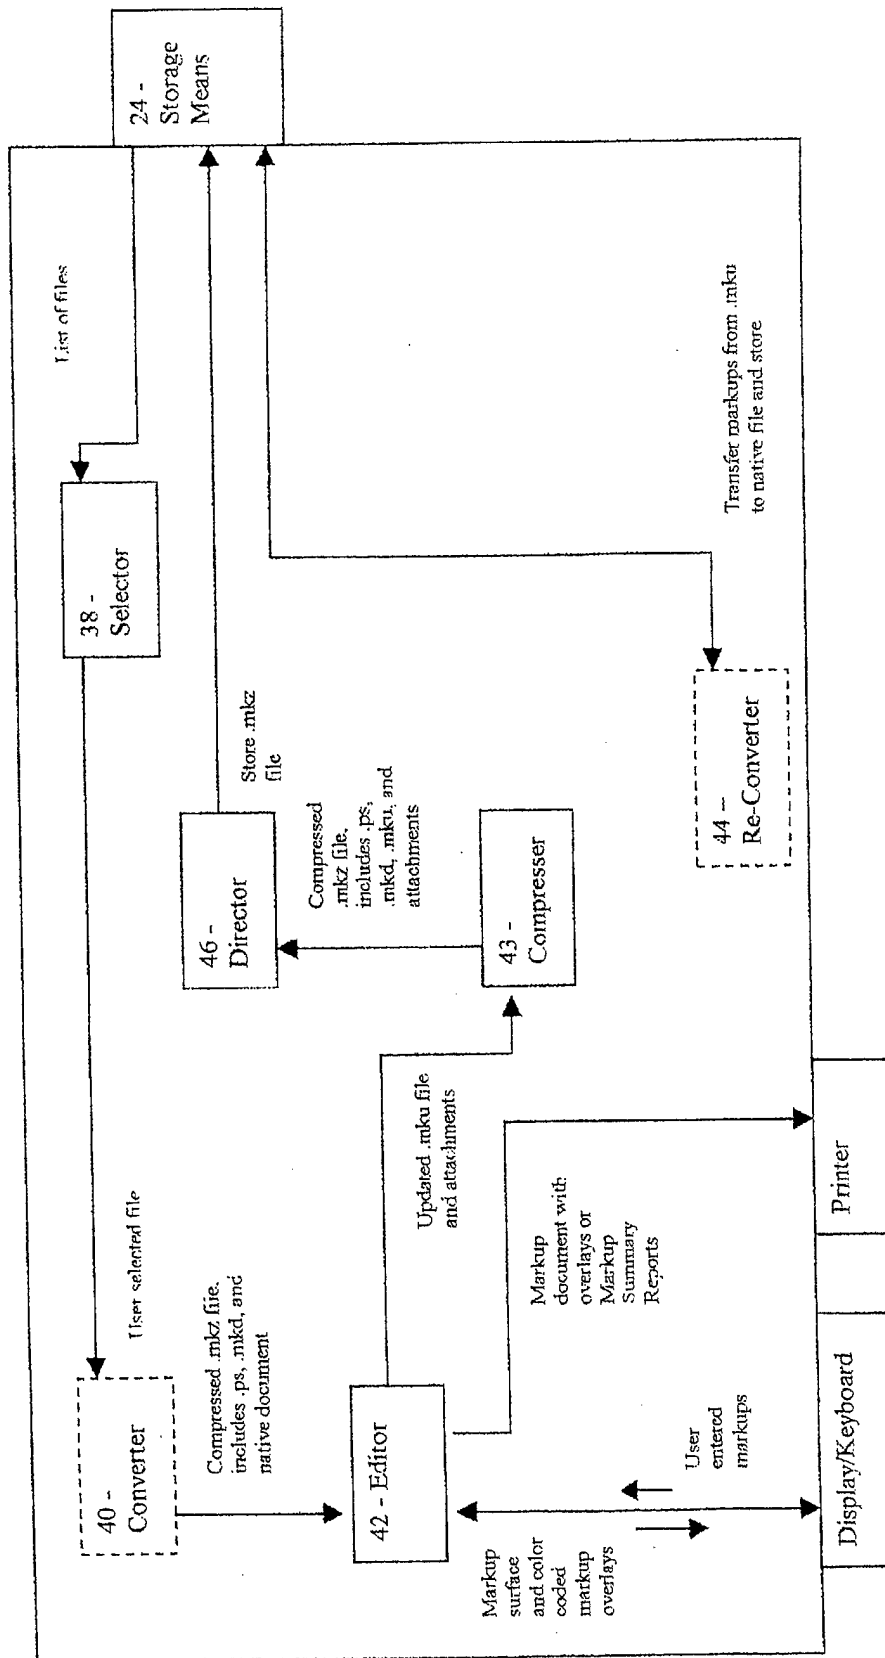 24 -
Storage
Means
List of files
38 -
Selector
User selected file
40 -
Converter
Compressed .mkz file.
includes .ps, .mkd, and
native document
42 - Editor
Markup
surface
and color
coded
markup
overlays
User
entered
markups
Display/Keyboard
Markup
document with
overlays or
Markup
Summary
Reports
Printer
Updated .mku file
and attachments
43 -
Compresser
Compressed
.mkz file.
includes .ps,
.mkd, .mku, and
attachments
46 -
Director
Store .mkz
file
44 –
Re-Converter
Transfer markups from .mku
to native file and store